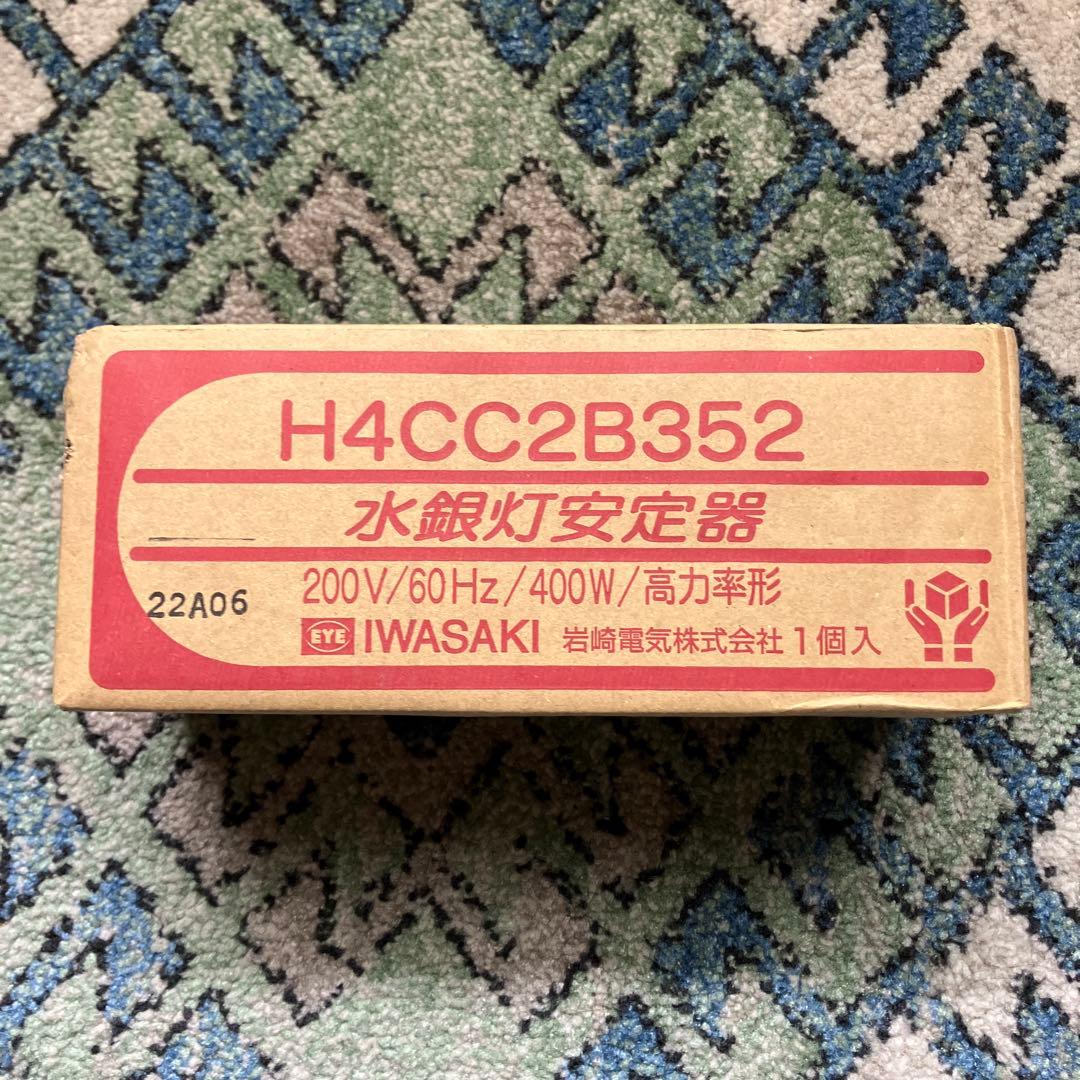 H4CC2B352
水銀灯安定器
22A06
200V/60Hz/400W/高力率形
EYE IWASAKI 岩崎電気株式会社 1個入